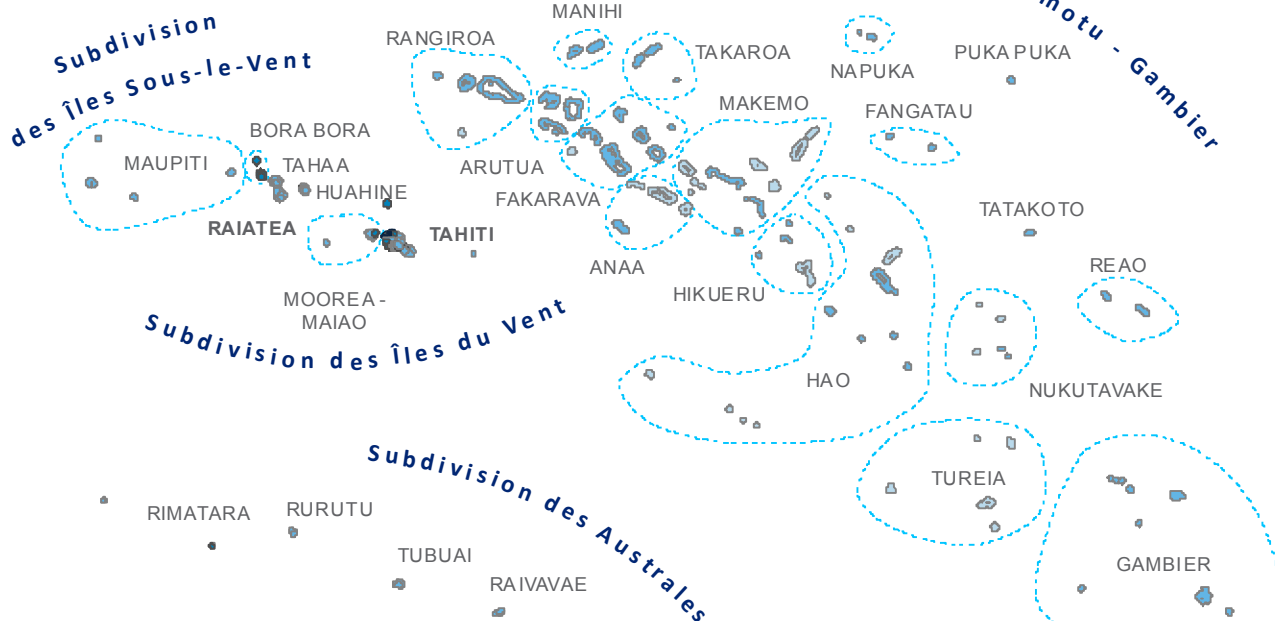 Subdivision
des Îles Sous-le-Vent
motu - Gambier
MANIHI
RANGIROA
TAKAROA
NAPUKA
PUKA PUKA
MAKEMO
FANGATAU
BORA BORA
MAUPITI
TAHAA
ARUTUA
HUAHINE
FAKARAVA
RAIATEA
TAHITI
TATAKOTO
ANAA
REAO
HIKUERU
MOOREA -
MAIAO
Subdivision des Îles du Vent
HAO
NUKUTAVAKE
Subdivision des Australes
TUREIA
RIMATARA
RURUTU
TUBUAI
GAMBIER
RAIVAVAE